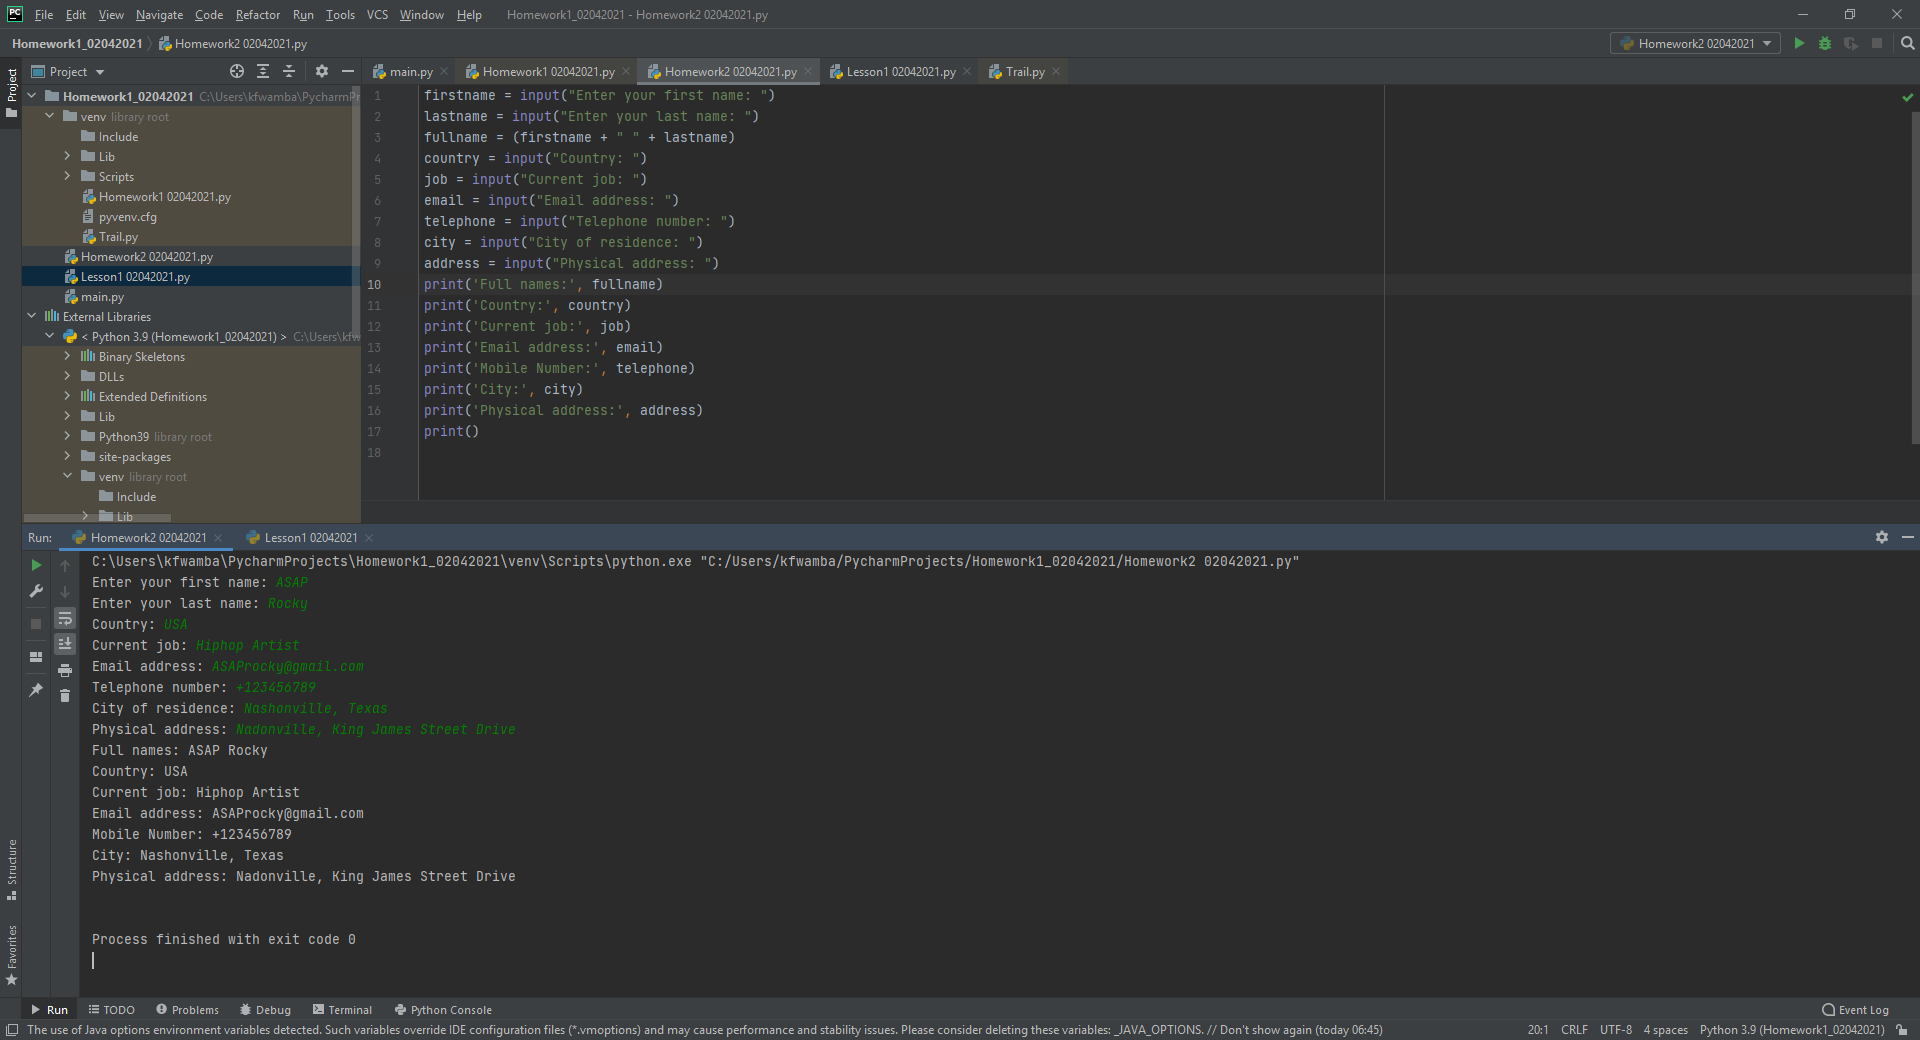 File Edit View Navigate Code Refactor Run Tools VCS Window Help Homework1_02042021 - Homework2 02042021.py
Homework1_02042021 Homework2 02042021.py Homework2 02042021
Project
Project
main.py Homework1 02042021.py Homework2 02042021.py Lesson1 02042021.py Trail.py
Homework1_02042021 C:\Users\kfwamba\PycharmPr
venv library root
Include
Lib
Scripts
Homework1 02042021.py
pyvenv.cfg
Trail.py
Homework2 02042021.py
Lesson1 02042021.py
main.py
External Libraries
< Python 3.9 (Homework1_02042021) > C:\Users\kfw
Binary Skeletons
DLLs
Extended Definitions
Lib
Python39 library root
site-packages
venv library root
Include
Lib
1 firstname = input("Enter your first name: ")
2 lastname = input("Enter your last name: ")
3 fullname = (firstname + " " + lastname)
4 country = input("Country: ")
5 job = input("Current job: ")
6 email = input("Email address: ")
7 telephone = input("Telephone number: ")
8 city = input("City of residence: ")
9 address = input("Physical address: ")
10 print('Full names:', fullname)
11 print('Country:', country)
12 print('Current job:', job)
13 print('Email address:', email)
14 print('Mobile Number:', telephone)
15 print('City:', city)
16 print('Physical address:', address)
17 print()
18
Run: Homework2 02042021 Lesson1 02042021
C:\Users\kfwamba\PycharmProjects\Homework1_02042021\venv\Scripts\python.exe "C:/Users/kfwamba/PycharmProjects/Homework1_02042021/Homework2 02042021.py"
Enter your first name: ASAP
Enter your last name: Rocky
Country: USA
Current job: Hiphop Artist
Email address: ASAProcky@gmail.com
Telephone number: +123456789
City of residence: Nashonville, Texas
Physical address: Nadonville, King James Street Drive
Full names: ASAP Rocky
Country: USA
Current job: Hiphop Artist
Email address: ASAProcky@gmail.com
Mobile Number: +123456789
City: Nashonville, Texas
Physical address: Nadonville, King James Street Drive
Process finished with exit code 0
Structure
Favorites
Run TODO Problems Debug Terminal Python Console Event Log
The use of Java options environment variables detected. Such variables override IDE configuration files (*.vmoptions) and may cause performance and stability issues. Please consider deleting these variables: _JAVA_OPTIONS. // Don't show again (today 06:45) 20:1 CRLF UTF-8 4 spaces Python 3.9 (Homework1_02042021)